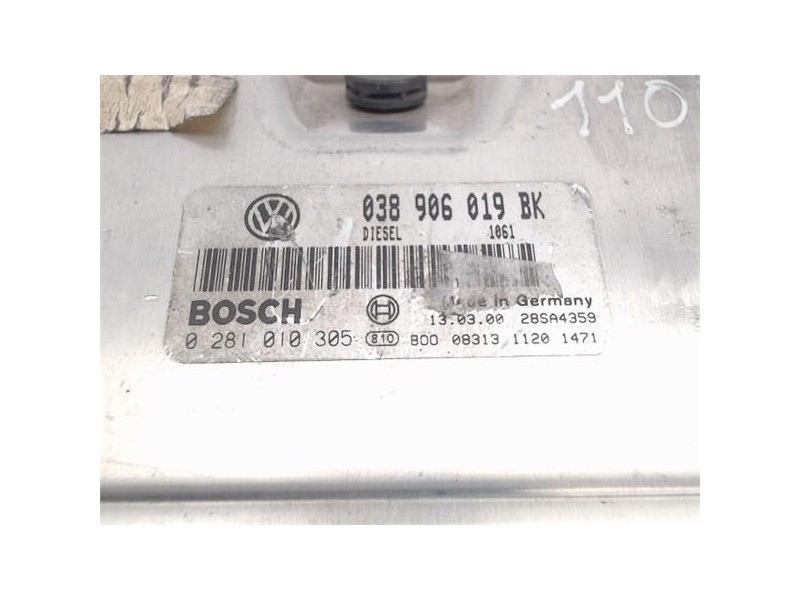 110
038 906 019 BK
DIESEL 1061
BOSCH Made in Germany
13.03.00 28SA4359
0 281 010 305 810 B00 08313 1120 1471